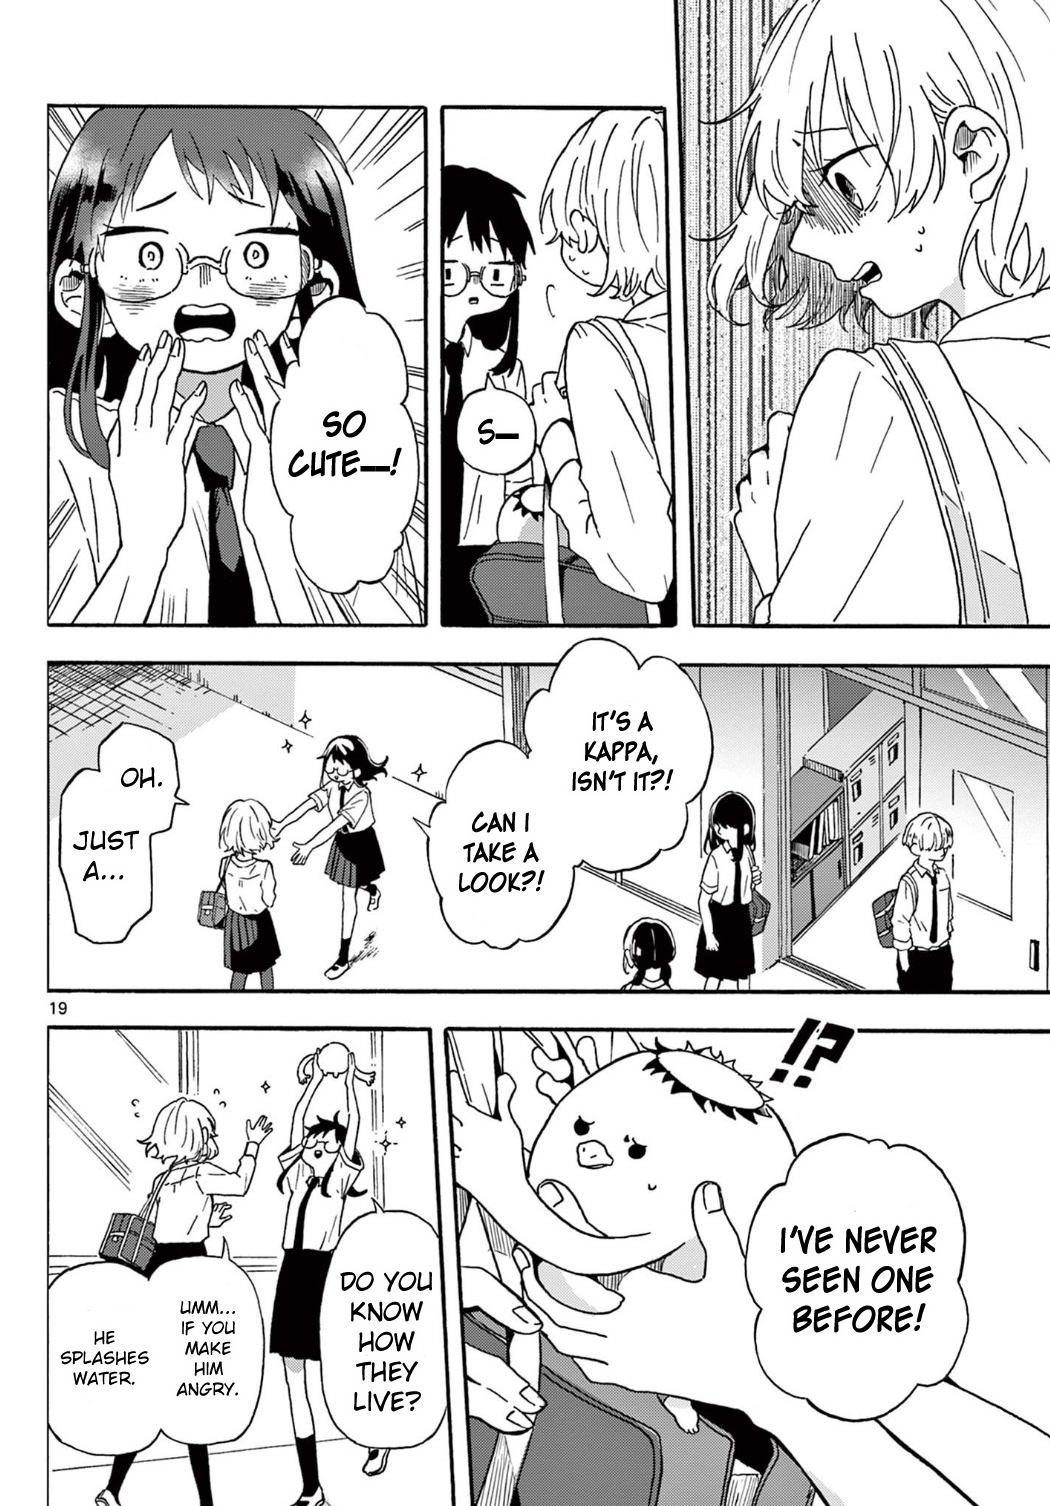 S—
SO
CUTE––!
IT'S A
KAPPA,
ISN'T IT?!
CAN I
TAKE A
LOOK?!
OH.
JUST
A...
19
!?
I'VE NEVER
SEEN ONE
BEFORE!
DO YOU
KNOW
HOW
THEY
LIVE?
UMM...
IF YOU
MAKE
HIM
ANGRY.
HE
SPLASHES
WATER.